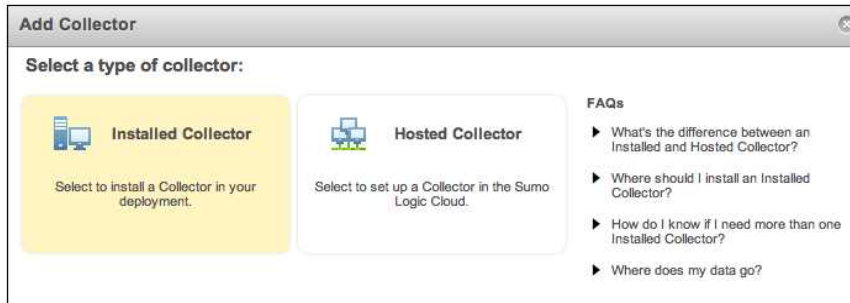 Add Collector
Select a type of collector:
Installed Collector
Select to install a Collector in your
deployment.
Hosted Collector
Select to set up a Collector in the Sumo
Logic Cloud.
FAQs
What's the difference between an
Installed and Hosted Collector?
Where should I install an Installed
Collector?
How do I know if I need more than one
Installed Collector?
Where does my data go?